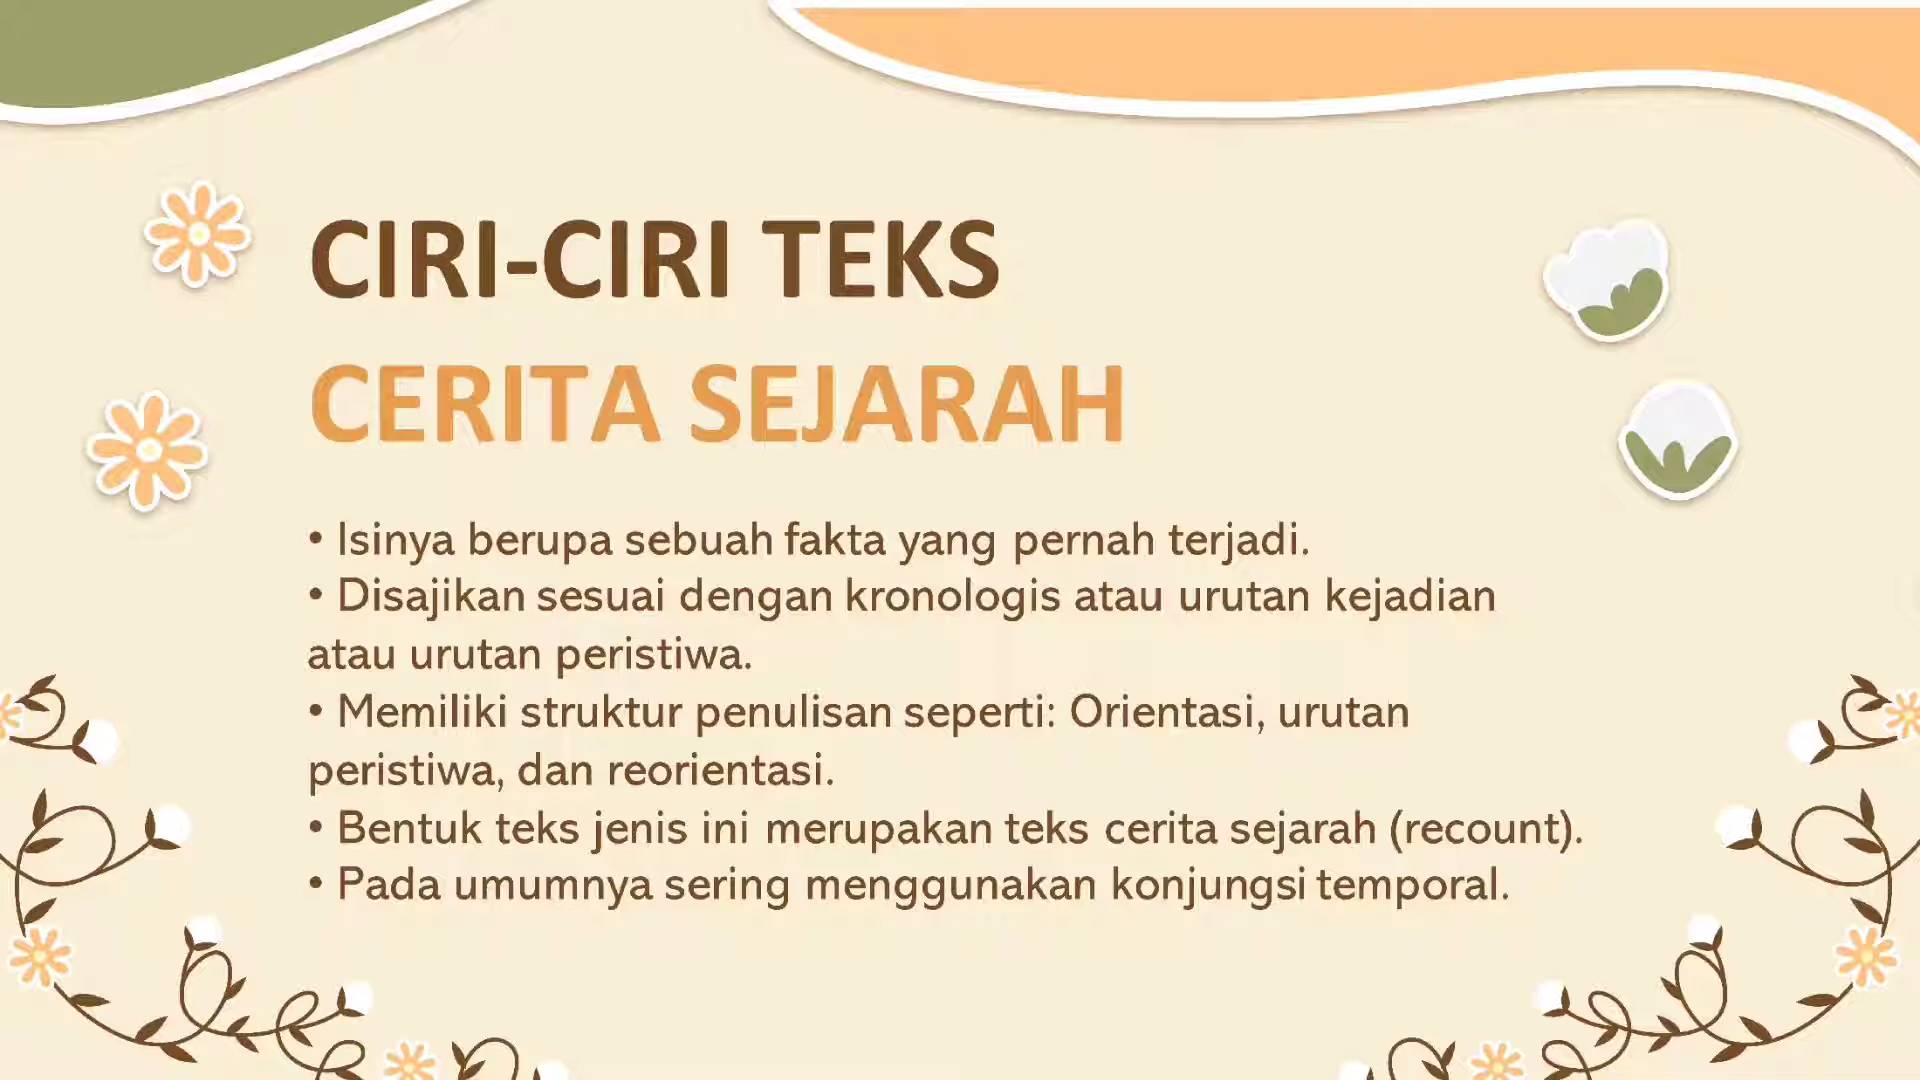 CIRI-CIRI TEKS
CERITA SEJARAH
• Isinya berupa sebuah fakta yang pernah terjadi.
• Disajikan sesuai dengan kronologis atau urutan kejadian
atau urutan peristiwa.
• Memiliki struktur penulisan seperti: Orientasi, urutan
peristiwa, dan reorientasi.
• Bentuk teks jenis ini merupakan teks cerita sejarah (recount).
• Pada umumnya sering menggunakan konjungsi temporal.